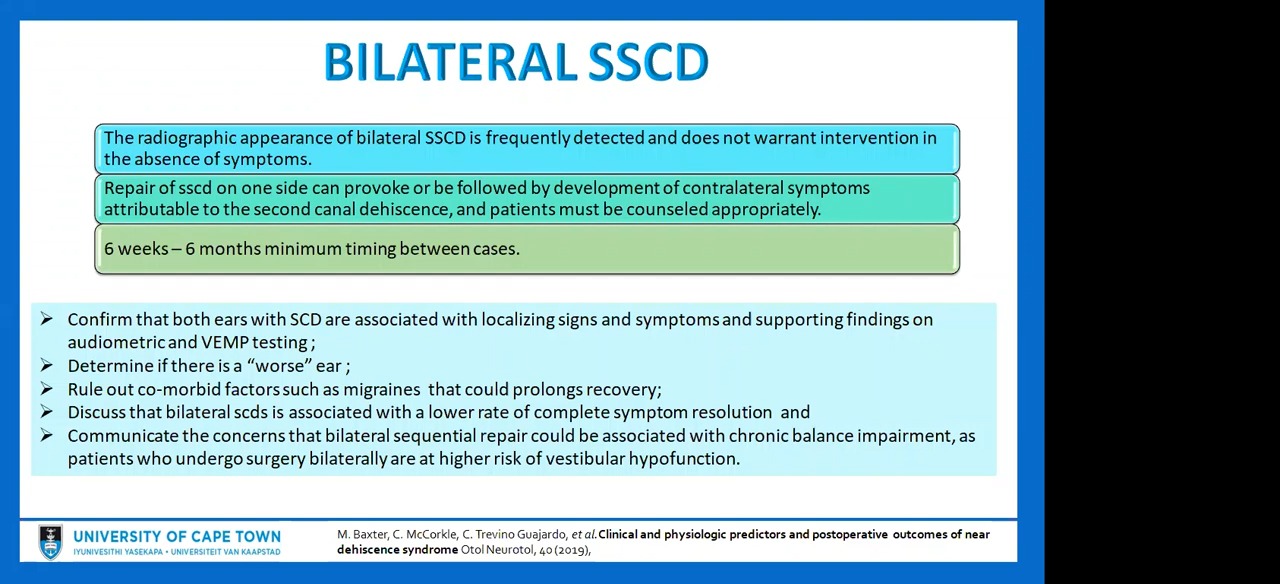 BILATERAL SSCD
The radiographic appearance of bilateral SSCD is frequently detected and does not warrant intervention in
the absence of symptoms.
Repair of sscd on one side can provoke or be followed by development of contralateral symptoms
attributable to the second canal dehiscence, and patients must be counseled appropriately.
6 weeks – 6 months minimum timing between cases.
➤ Confirm that both ears with SCD are associated with localizing signs and symptoms and supporting findings on
audiometric and VEMP testing ;
➤ Determine if there is a “worse” ear ;
➤ Rule out co-morbid factors such as migraines that could prolongs recovery;
➤ Discuss that bilateral scds is associated with a lower rate of complete symptom resolution and
➤ Communicate the concerns that bilateral sequential repair could be associated with chronic balance impairment, as
patients who undergo surgery bilaterally are at higher risk of vestibular hypofunction.
UNIVERSITY OF CAPE TOWN
IYUNIVESITHI YASEKAPA • UNIVERSITEIT VAN KAAPSTAD
M. Baxter, C. McCorkle, C. Trevino Guajardo, et al. Clinical and physiologic predictors and postoperative outcomes of near
dehiscence syndrome Otol Neurotol, 40 (2019),